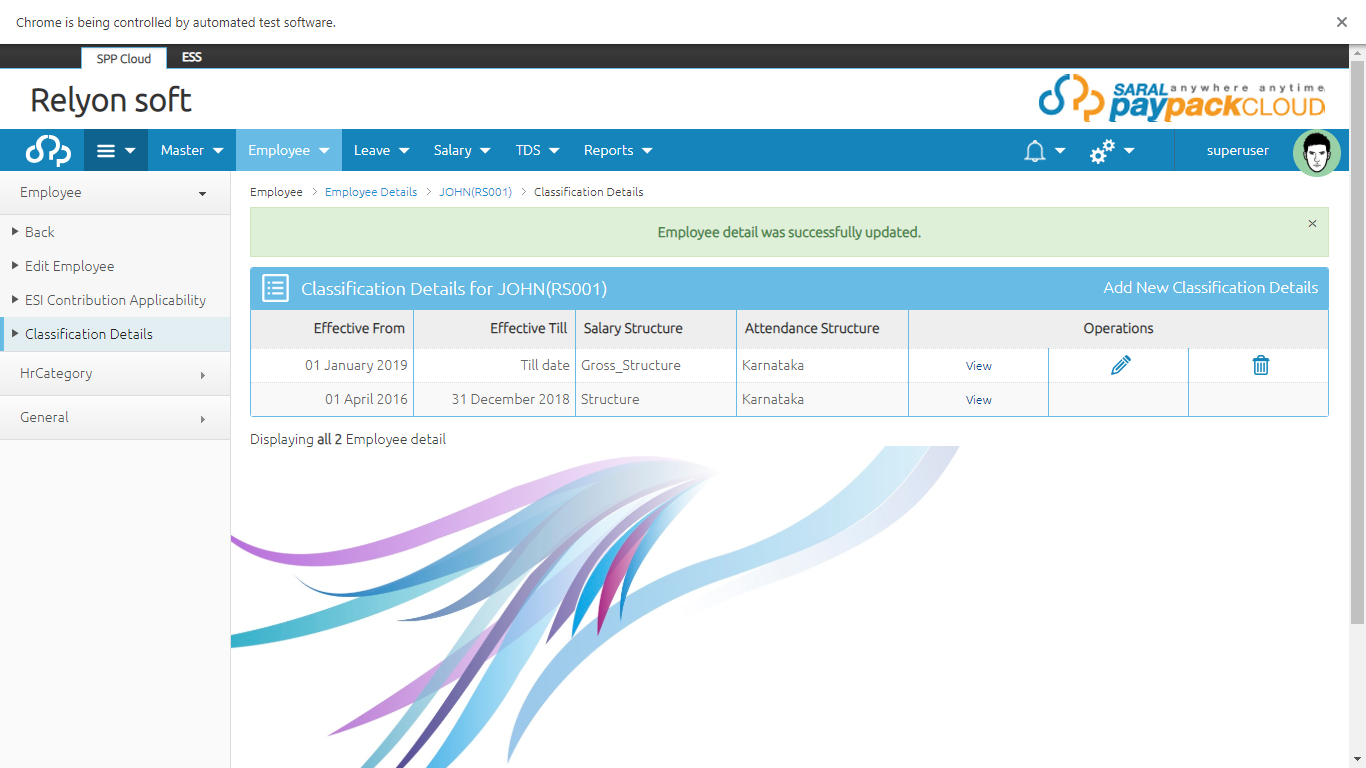 Chrome is being controlled by automated test software.
SPP Cloud ESS
Relyon soft
SARAL anywhere anytime
paypackCLOUD
Master Employee Leave Salary TDS Reports superuser
Employee
Back
Edit Employee
ESI Contribution Applicability
Classification Details
HrCategory
General
Employee > Employee Details > JOHN(RS001) > Classification Details
Employee detail was successfully updated. ×
Classification Details for JOHN(RS001) Add New Classification Details
Effective From Effective Till Salary Structure Attendance Structure Operations
01 January 2019 Till date Gross_Structure Karnataka View
01 April 2016 31 December 2018 Structure Karnataka View
Displaying all 2 Employee detail